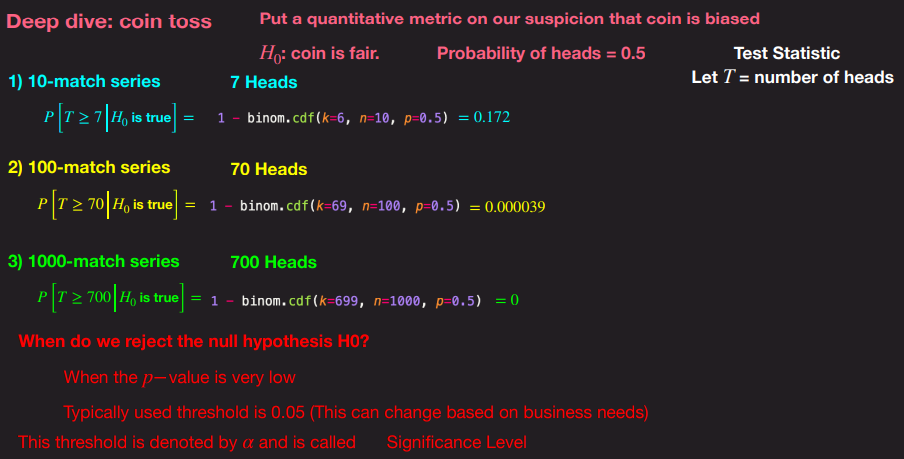 Deep dive: coin toss
Put a quantitative metric on our suspicion that coin is biased
H₀: coin is fair. Probability of heads = 0.5
Test Statistic
Let T = number of heads
1) 10-match series 7 Heads
P[T ≥ 7|H₀ is true] = 1 - binom.cdf(k=6, n=10, p=0.5) = 0.172
2) 100-match series 70 Heads
P[T ≥ 70|H₀ is true] = 1 - binom.cdf(k=69, n=100, p=0.5) = 0.000039
3) 1000-match series 700 Heads
P[T ≥ 700|H₀ is true] = 1 - binom.cdf(k=699, n=1000, p=0.5) = 0
When do we reject the null hypothesis H0?
When the p−value is very low
Typically used threshold is 0.05 (This can change based on business needs)
This threshold is denoted by α and is called Significance Level